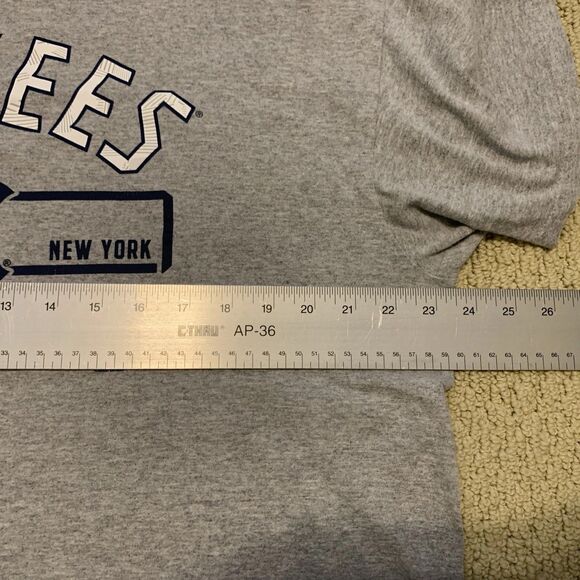 KEES®
NEW YORK
®
13 14 15 16 17 18 19 20 21 22 23 24 25 26
C-THRU® AP-36
33 34 35 36 37 38 39 40 41 42 43 44 45 46 47 48 49 50 51 52 53 54 55 56 57 58 59 60 61 62 63 64 65 66 67